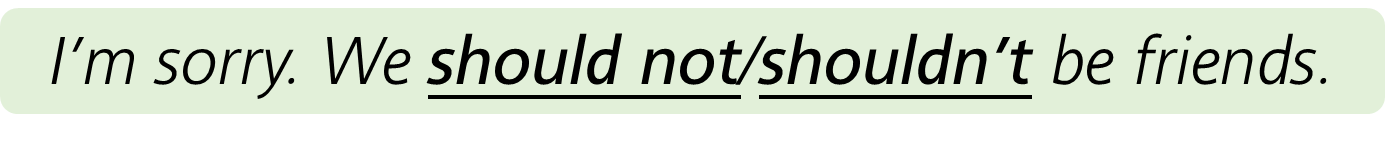 I’m sorry. We should not/shouldn’t be friends.